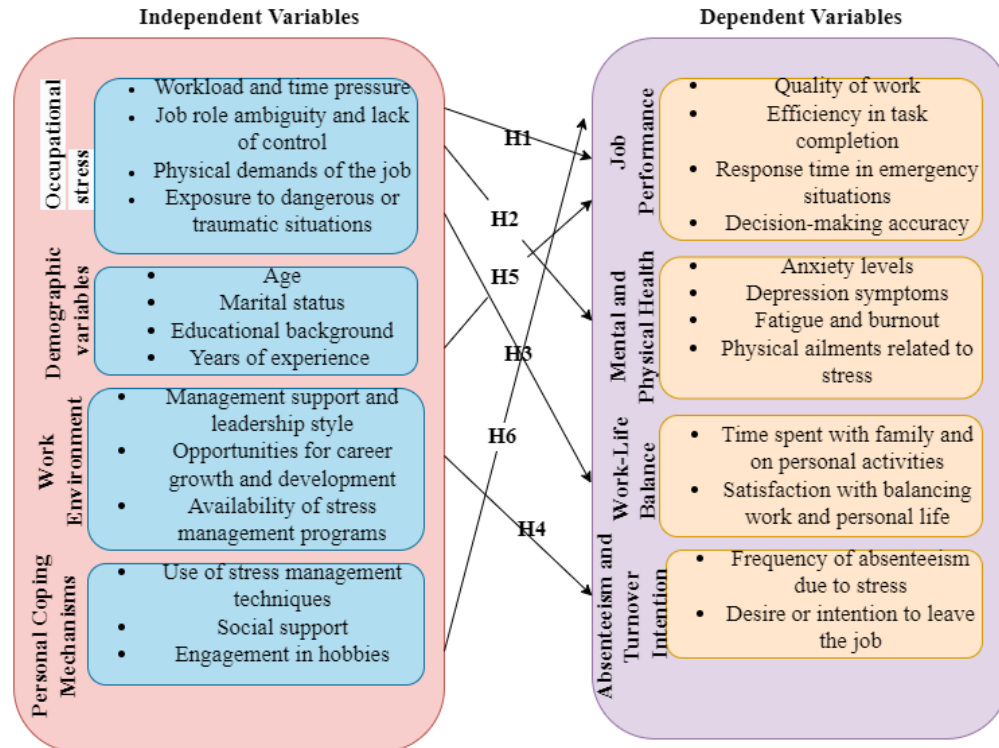 Independent Variables
Occupational
stress
• Workload and time pressure
• Job role ambiguity and lack
of control
• Physical demands of the job
• Exposure to dangerous or
traumatic situations
Demographic
variables
• Age
• Marital status
• Educational background
• Years of experience
Work
Environment
• Management support and
leadership style
• Opportunities for career
growth and development
• Availability of stress
management programs
Personal Coping
Mechanisms
• Use of stress management
techniques
• Social support
• Engagement in hobbies
H1
H2
H5
H3
H6
H4
Dependent Variables
Job
Performance
• Quality of work
• Efficiency in task
completion
• Response time in emergency
situations
• Decision-making accuracy
Mental and
Physical Health
• Anxiety levels
• Depression symptoms
• Fatigue and burnout
• Physical ailments related to
stress
Work-Life
Balance
• Time spent with family and
on personal activities
• Satisfaction with balancing
work and personal life
Absenteeism and
Turnover
Intention
• Frequency of absenteeism
due to stress
• Desire or intention to leave
the job